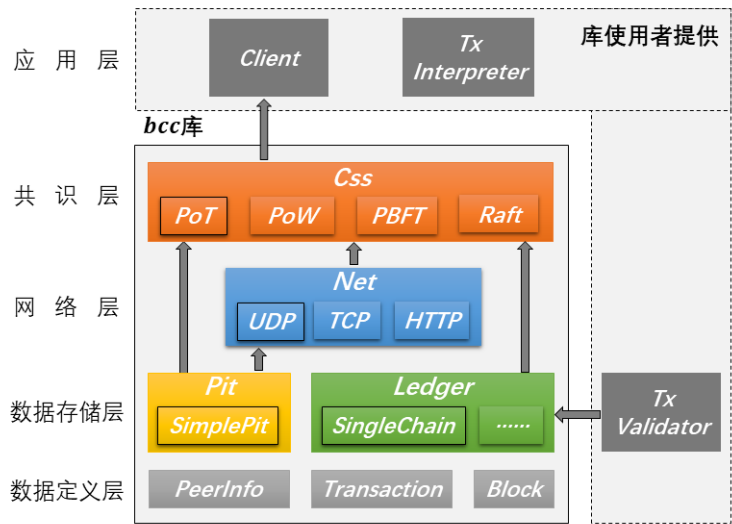 应用层
Client
Tx
Interpreter
库使用者提供
bcc库
共识层
Css
PoT
PoW
PBFT
Raft
网络层
Net
UDP
TCP
HTTP
数据存储层
Pit
SimplePit
Ledger
SingleChain
……
Tx
Validator
数据定义层
PeerInfo
Transaction
Block